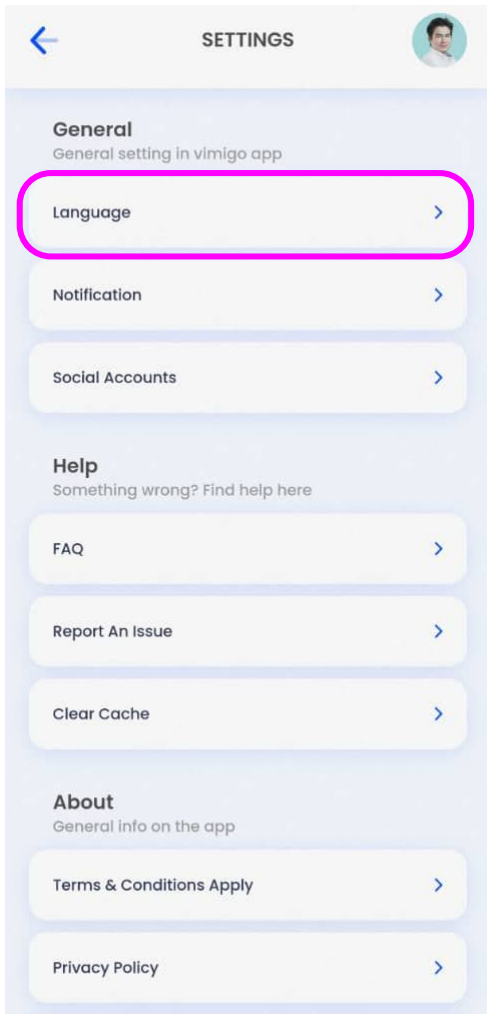 SETTINGS
General
General setting in vimigo app
Language
Notification
Social Accounts
Help
Something wrong? Find help here
FAQ
Report An Issue
Clear Cache
About
General info on the app
Terms & Conditions Apply
Privacy Policy